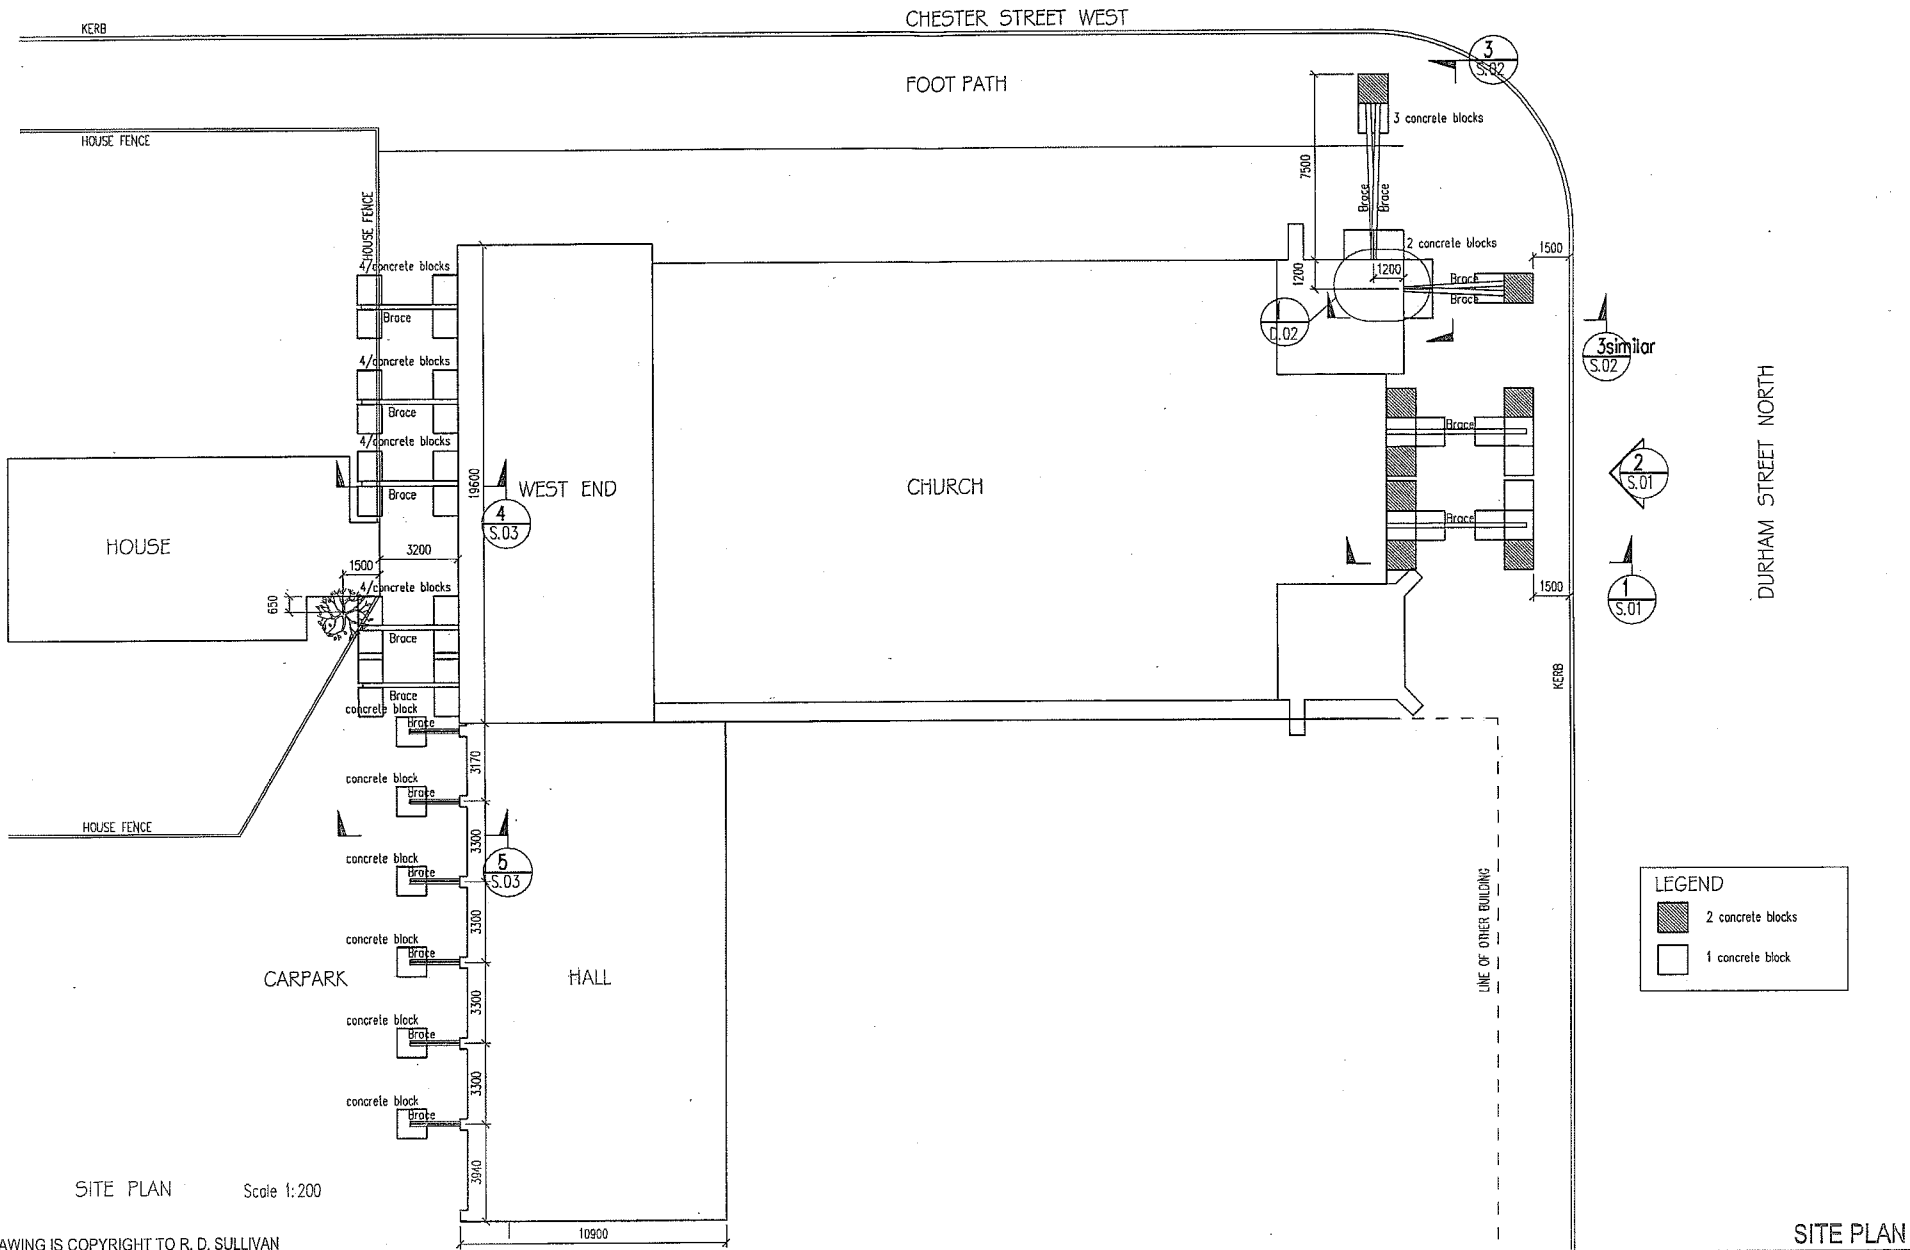 CHESTER STREET WEST
KERB
3
S.02
FOOT PATH
3 concrete blocks
HOUSE FENCE
7500
Brace
Brace
HOUSE FENCE
2 concrete blocks
1500
4/concrete blocks
1200
1200
Brace
Brace
Brace
1
D.02
3similar
S.02
4/concrete blocks
Brace
DURHAM STREET NORTH
4/concrete blocks
Brace
Brace
2
S.01
19600
WEST END
CHURCH
4
S.03
Brace
HOUSE
3200
1500
4/concrete blocks
650
1500
1
S.01
Brace
KERB
Brace
concrete block
Brace
3170
concrete block
Brace
HOUSE FENCE
3300
concrete block
Brace
5
S.03
LINE OF OTHER BUILDING
LEGEND
2 concrete blocks
1 concrete block
3300
concrete block
Brace
CARPARK
HALL
3300
concrete block
Brace
3300
concrete block
Brace
3940
SITE PLAN
Scale 1:200
10900
AWING IS COPYRIGHT TO R. D. SULLIVAN
SITE PLAN